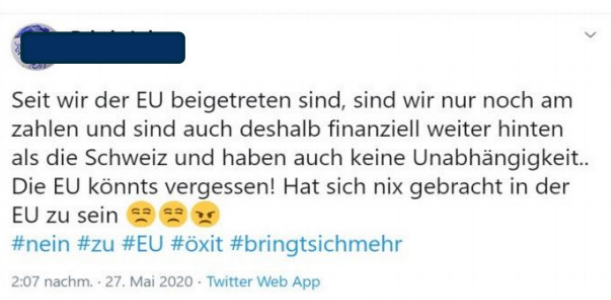 Seit wir der EU beigetreten sind, sind wir nur noch am
zahlen und sind auch deshalb finanziell weiter hinten
als die Schweiz und haben auch keine Unabhängigkeit..
Die EU könnts vergessen! Hat sich nix gebracht in der
EU zu sein 😒😒😠
#nein #zu #EU #öxit #bringtsichmehr
2:07 nachm. · 27. Mai 2020 · Twitter Web App